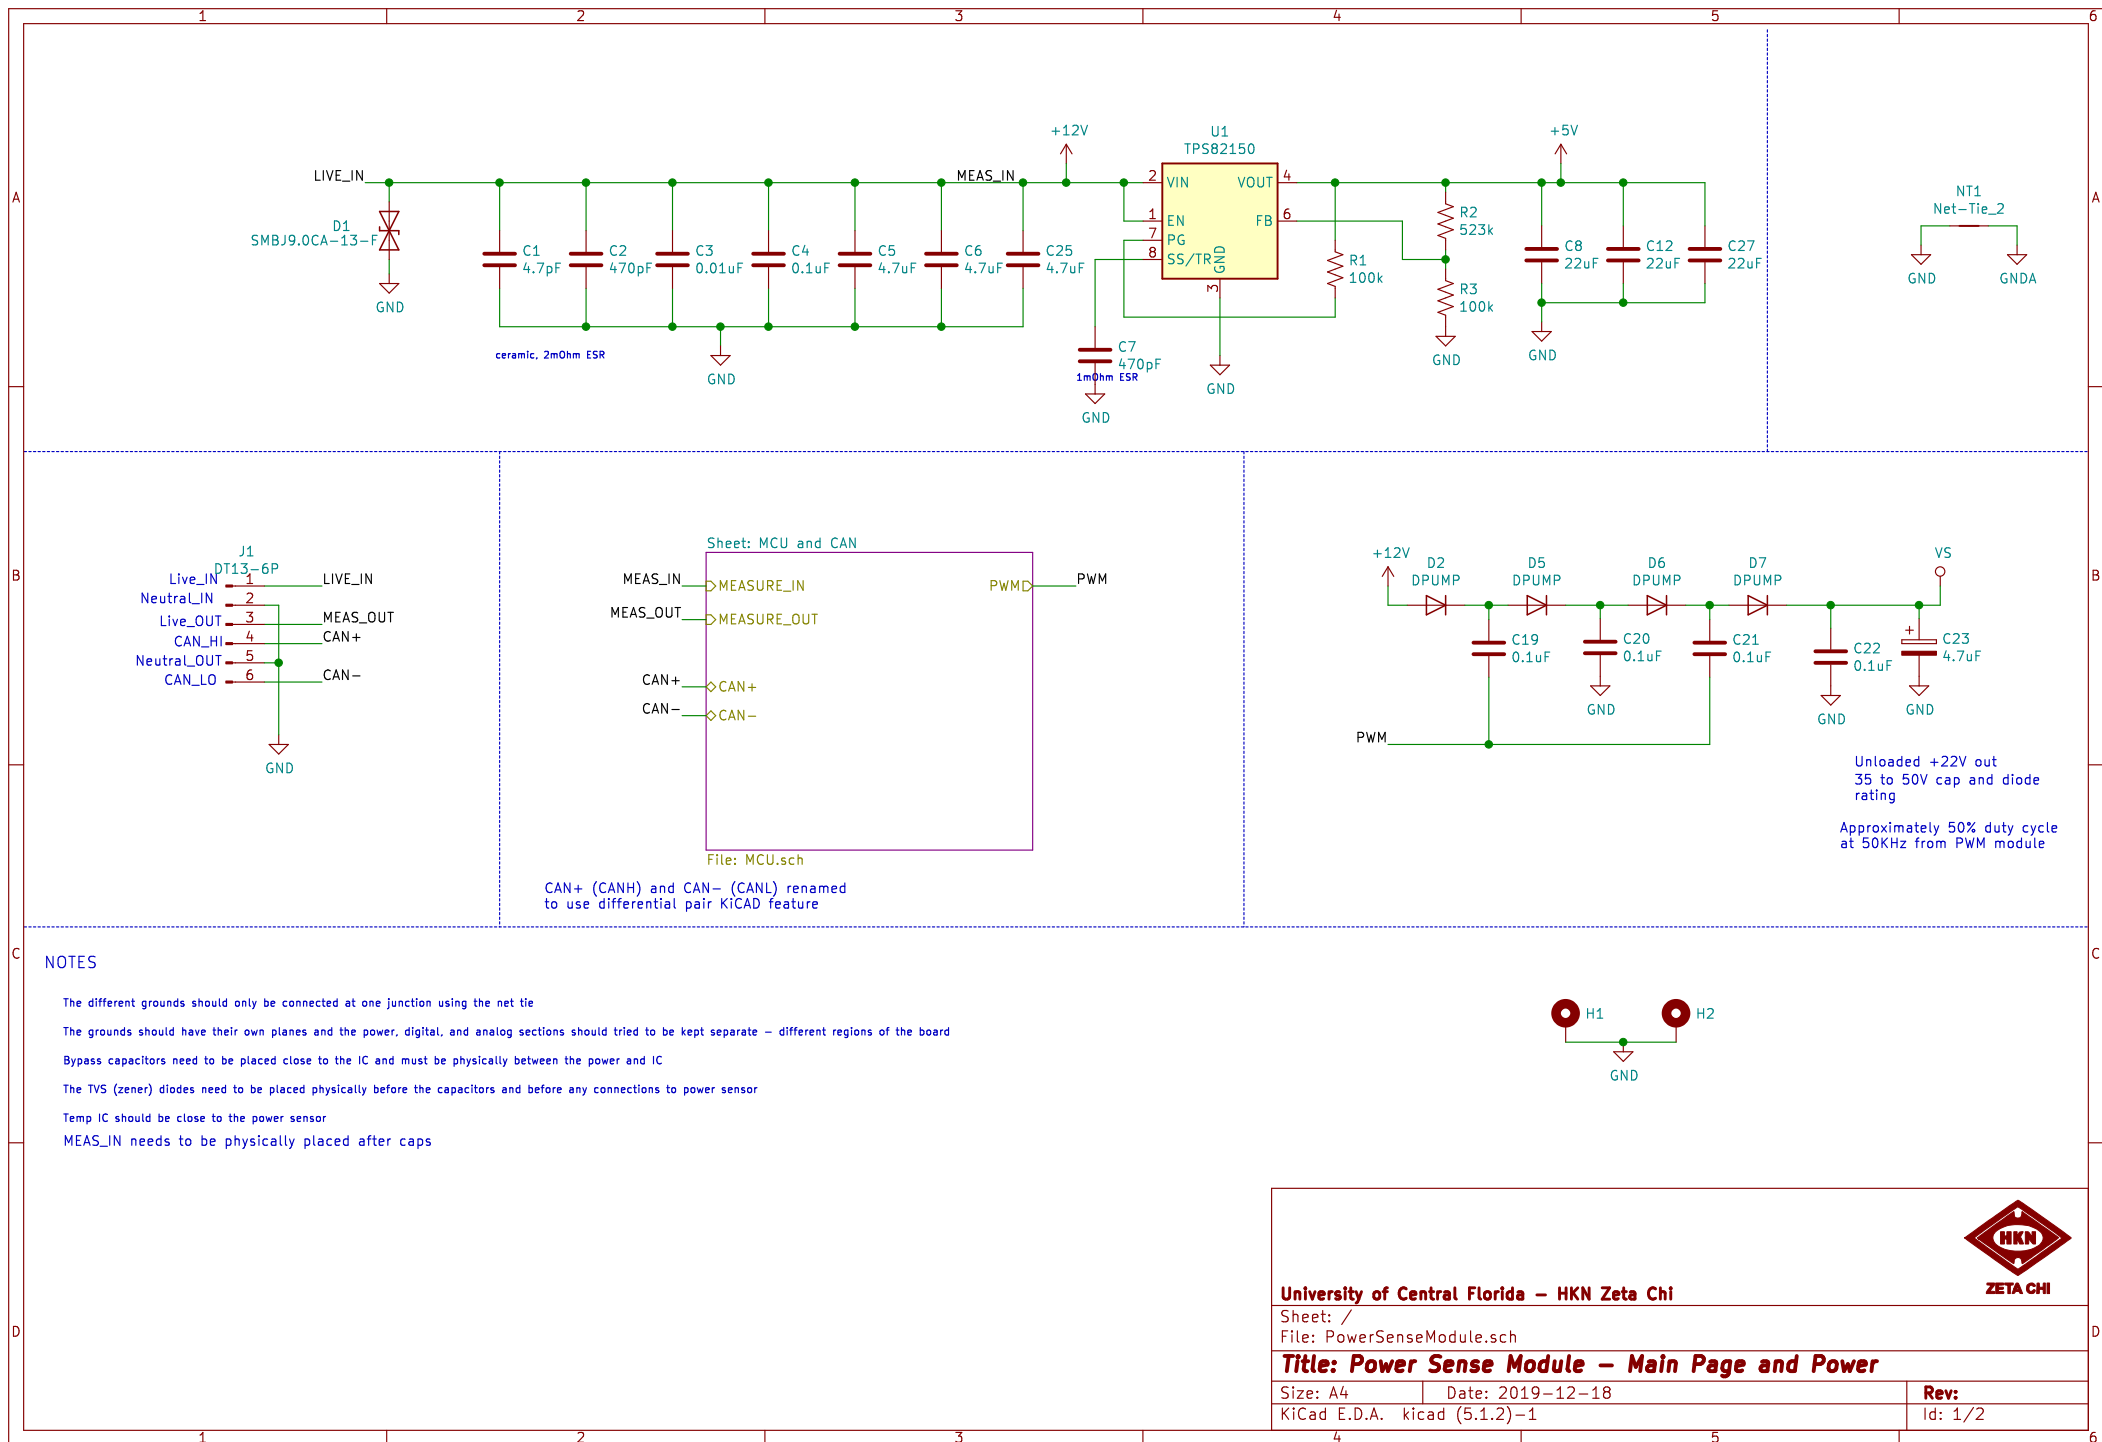 1 2 3 4 5 6
A
+12V
U1
TPS82150
+5V
LIVE_IN
MEAS_IN
2 VIN VOUT 4
1 EN FB 6
7 PG
8 SS/TR
GND
3
D1
SMBJ9.0CA-13-F
GND
C1
4.7pF
C2
470pF
C3
0.01uF
C4
0.1uF
C5
4.7uF
C6
4.7uF
C25
4.7uF
ceramic, 2mOhm ESR
GND
C7
470pF
1mOhm ESR
GND
GND
R1
100k
R2
523k
R3
100k
GND
C8
22uF
C12
22uF
C27
22uF
GND
NT1
Net-Tie_2
GND
GNDA
A
B
J1
DT13-6P
Live_IN 1 LIVE_IN
Neutral_IN 2
Live_OUT 3 MEAS_OUT
CAN_HI 4 CAN+
Neutral_OUT 5
CAN_LO 6 CAN-
GND
Sheet: MCU and CAN
MEAS_IN MEASURE_IN PWM PWM
MEAS_OUT MEASURE_OUT
CAN+ CAN+
CAN- CAN-
File: MCU.sch
CAN+ (CANH) and CAN- (CANL) renamed
to use differential pair KiCAD feature
+12V
D2
DPUMP
D5
DPUMP
D6
DPUMP
D7
DPUMP
VS
C19
0.1uF
C20
0.1uF
GND
C21
0.1uF
C22
0.1uF
GND
+
C23
4.7uF
GND
PWM
Unloaded +22V out
35 to 50V cap and diode
rating
Approximately 50% duty cycle
at 50KHz from PWM module
B
C
NOTES
The different grounds should only be connected at one junction using the net tie
The grounds should have their own planes and the power, digital, and analog sections should tried to be kept separate - different regions of the board
Bypass capacitors need to be placed close to the IC and must be physically between the power and IC
The TVS (zener) diodes need to be placed physically before the capacitors and before any connections to power sensor
Temp IC should be close to the power sensor
MEAS_IN needs to be physically placed after caps
H1
H2
GND
C
D
HKN
ZETA CHI
University of Central Florida - HKN Zeta Chi
Sheet: /
File: PowerSenseModule.sch
Title: Power Sense Module - Main Page and Power
Size: A4 Date: 2019-12-18 Rev:
KiCad E.D.A. kicad (5.1.2)-1 Id: 1/2
D
1 2 3 4 5 6